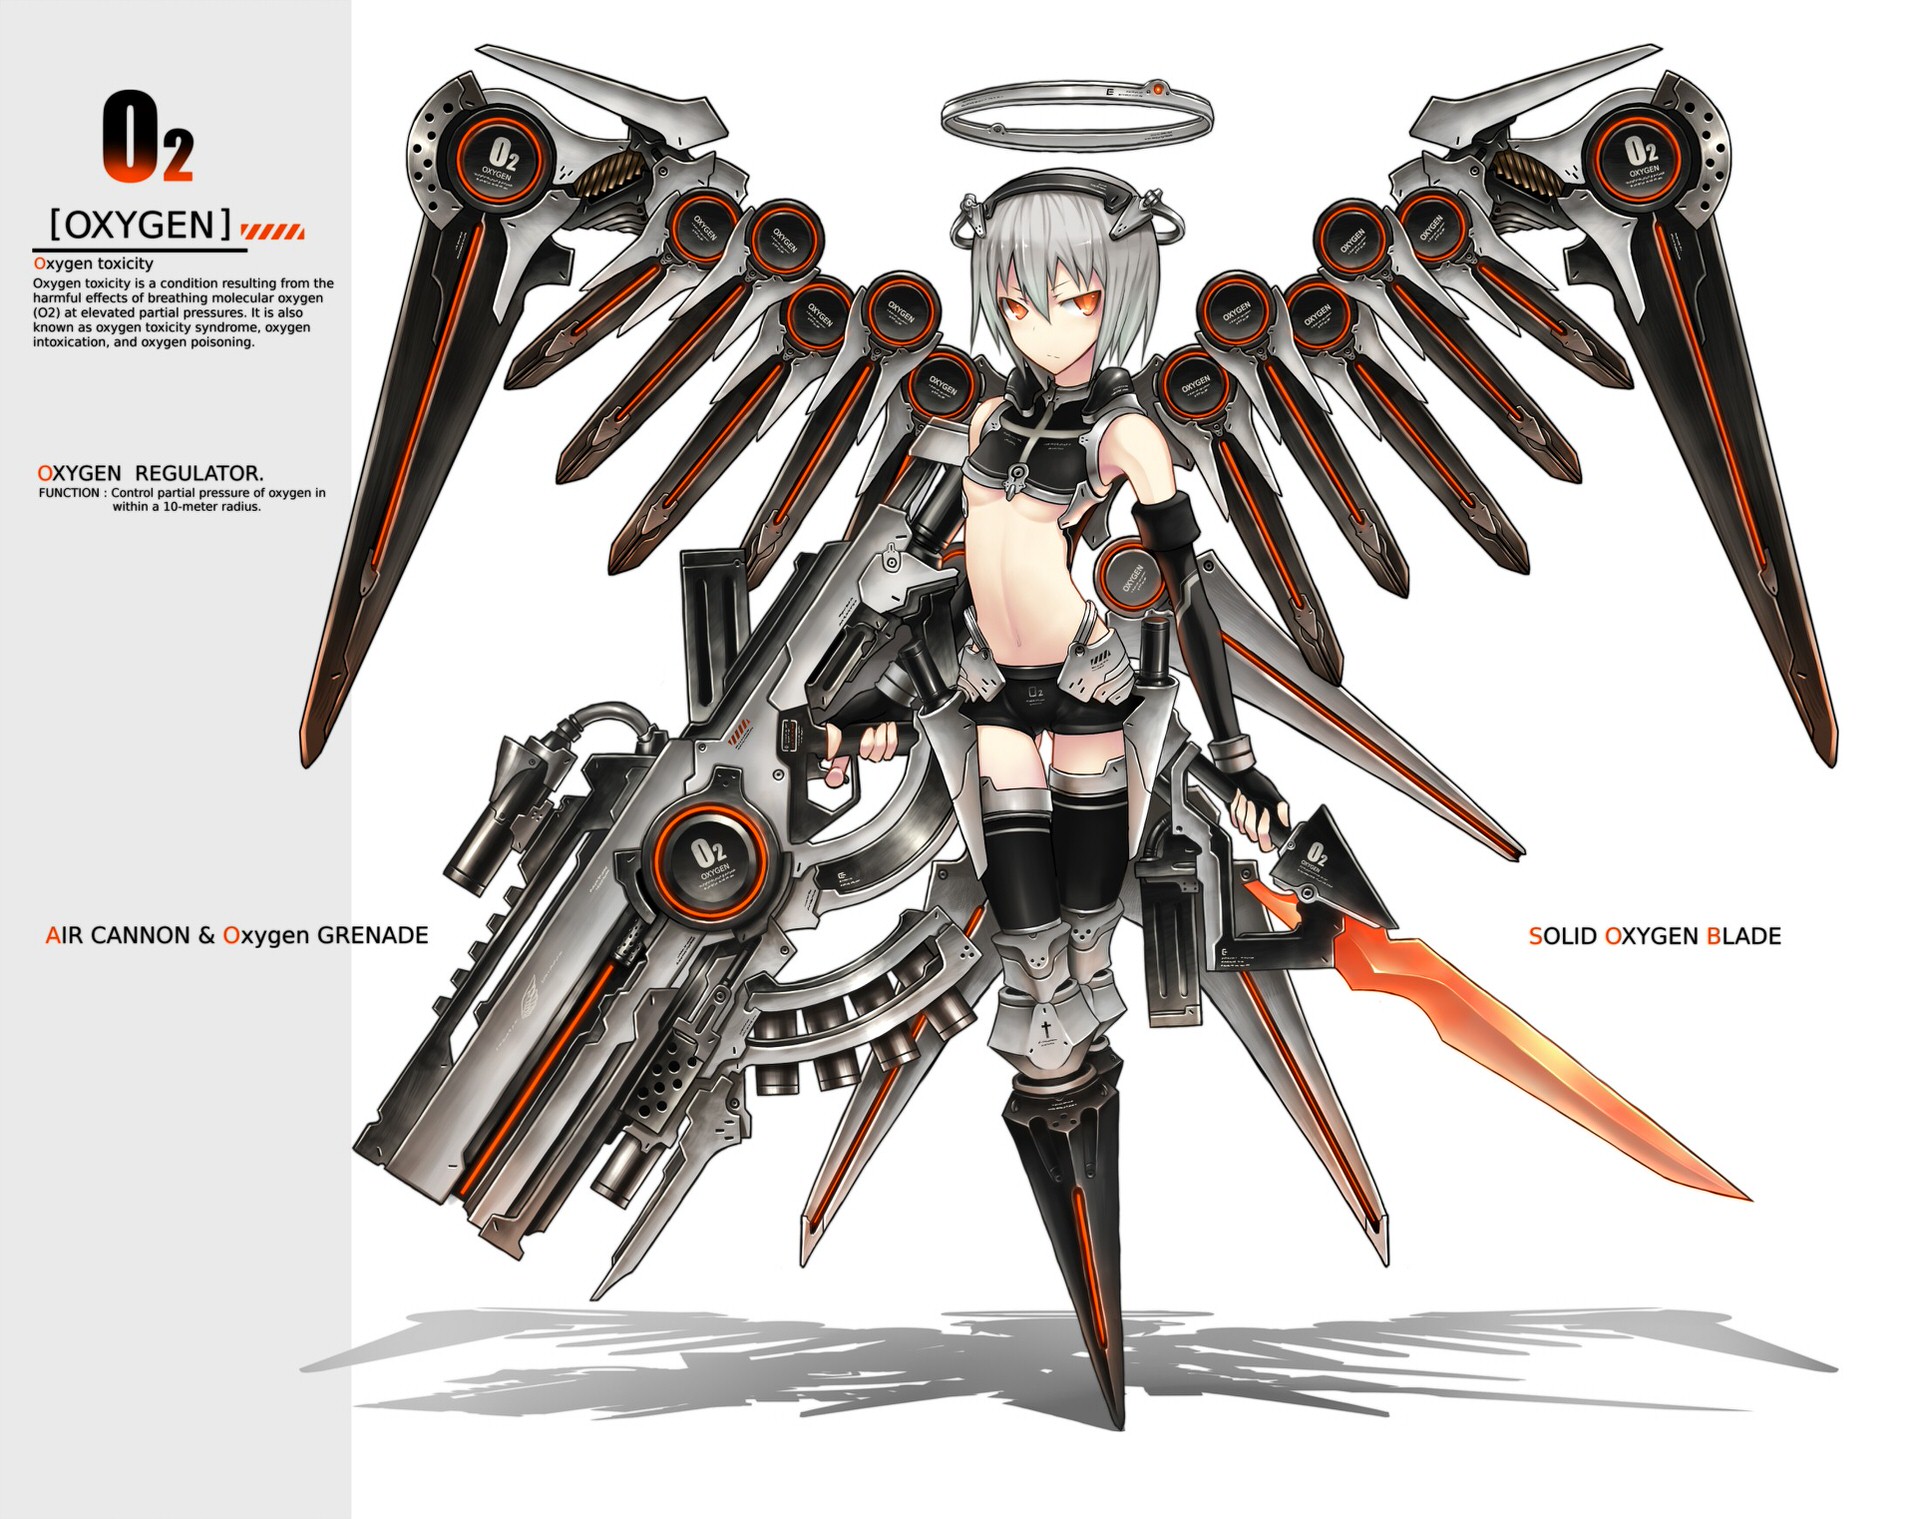 O2
[OXYGEN]
Oxygen toxicity
Oxygen toxicity is a condition resulting from the
harmful effects of breathing molecular oxygen
(O2) at elevated partial pressures. It is also
known as oxygen toxicity syndrome, oxygen
intoxication, and oxygen poisoning.
OXYGEN REGULATOR.
FUNCTION : Control partial pressure of oxygen in
within a 10-meter radius.
AIR CANNON & Oxygen GRENADE
SOLID OXYGEN BLADE
O2
OXYGEN
O2
OXYGEN
OXYGEN
OXYGEN
OXYGEN
OXYGEN
OXYGEN
OXYGEN
OXYGEN
OXYGEN
OXYGEN
OXYGEN
OXYGEN
O2
O2
OXYGEN
O2
OXYGEN